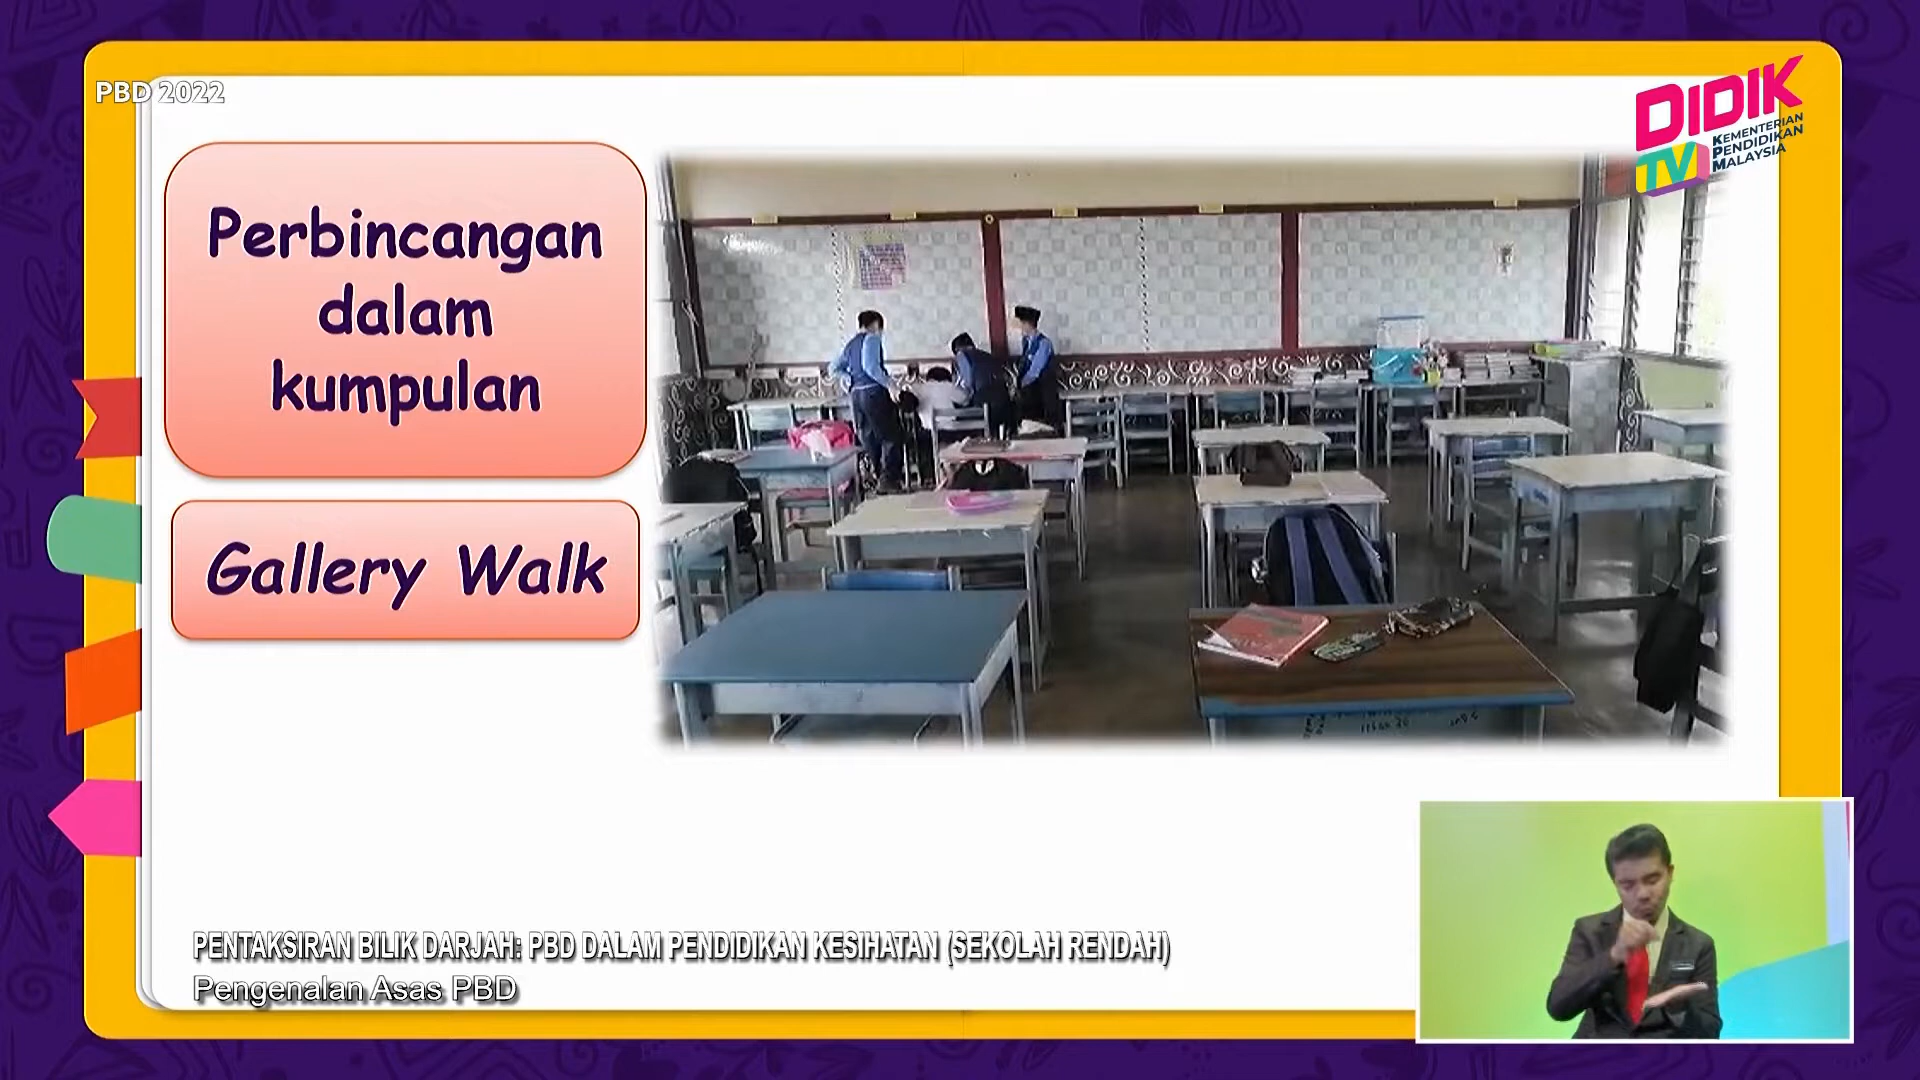 PBD 2022
DIDIK
TV
KEMENTERIAN
PENDIDIKAN
MALAYSIA
Perbincangan
dalam
kumpulan
Gallery Walk
PENTAKSIRAN BILIK DARJAH: PBD DALAM PENDIDIKAN KESIHATAN (SEKOLAH RENDAH)
Pengenalan Asas PBD